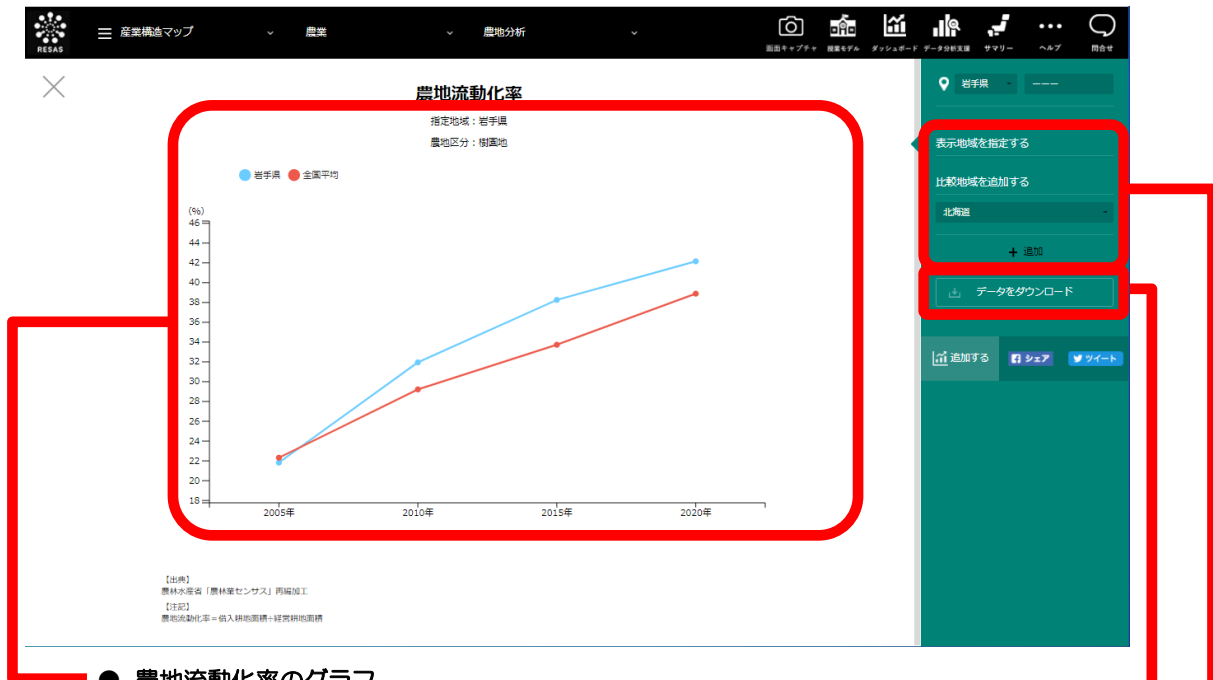 RESAS
産業構造マップ
農業
農地分析
画面キャプチャ
授業モデル
ダッシュボード
データ分析支援
サマリー
ヘルプ
問合せ
農地流動化率
指定地域：岩手県
農地区分：樹園地
岩手県 全国平均
(%)
46
44
42
40
38
36
34
32
30
28
26
24
22
20
18
2005年 2010年 2015年 2020年
【出典】
農林水産省「農林業センサス」再編加工
【注記】
農地流動化率＝借入耕地面積÷経営耕地面積
岩手県 ---
表示地域を指定する
比較地域を追加する
北海道
+ 追加
データをダウンロード
追加する
シェア
ツイート
● 農地流動化率のグラフ